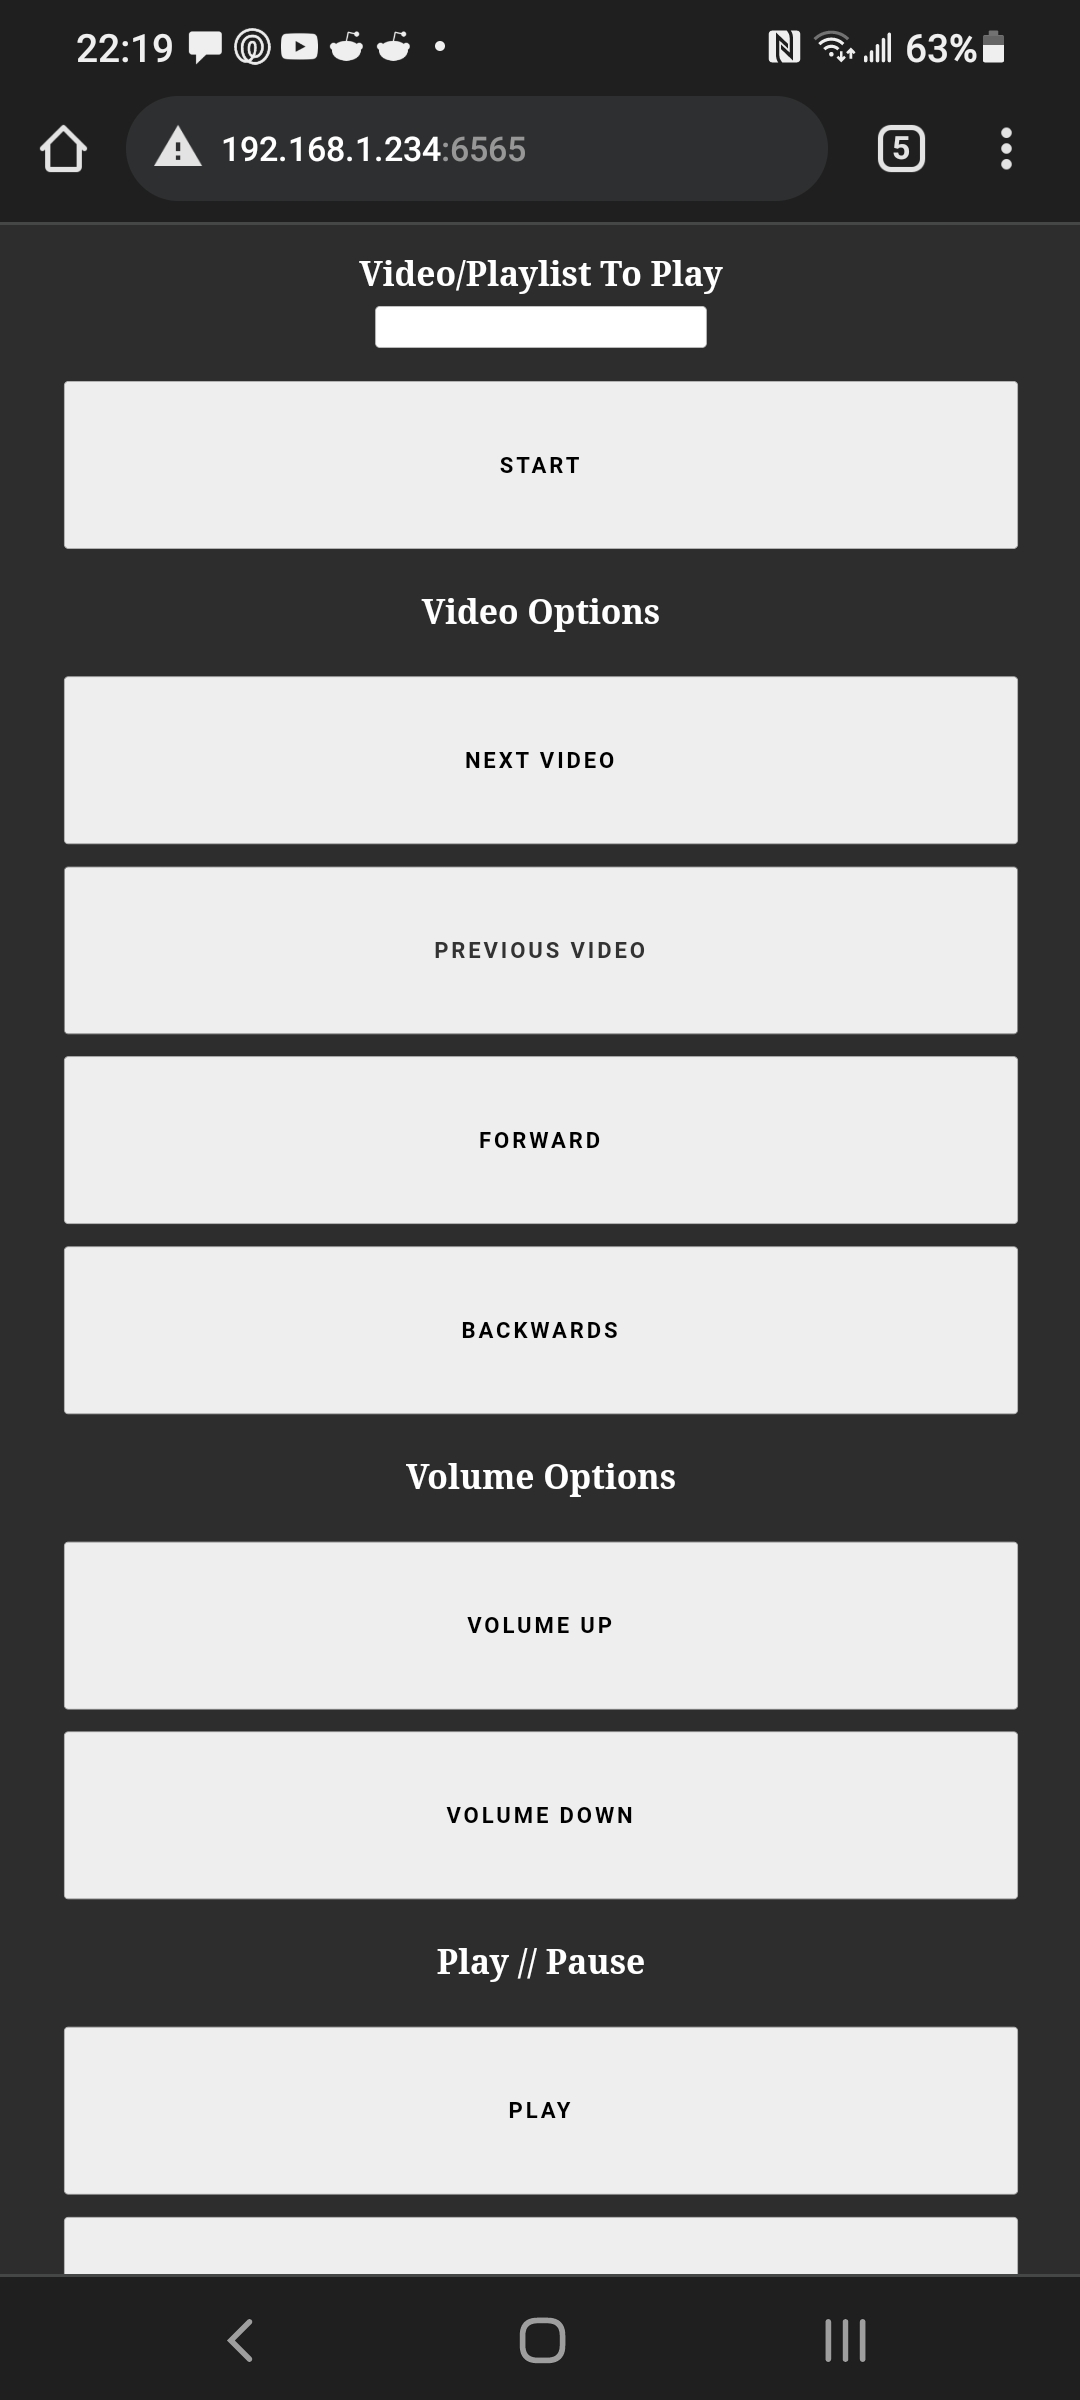 22:19
63%
192.168.1.234:6565
5
Video/Playlist To Play
START
Video Options
NEXT VIDEO
PREVIOUS VIDEO
FORWARD
BACKWARDS
Volume Options
VOLUME UP
VOLUME DOWN
Play // Pause
PLAY